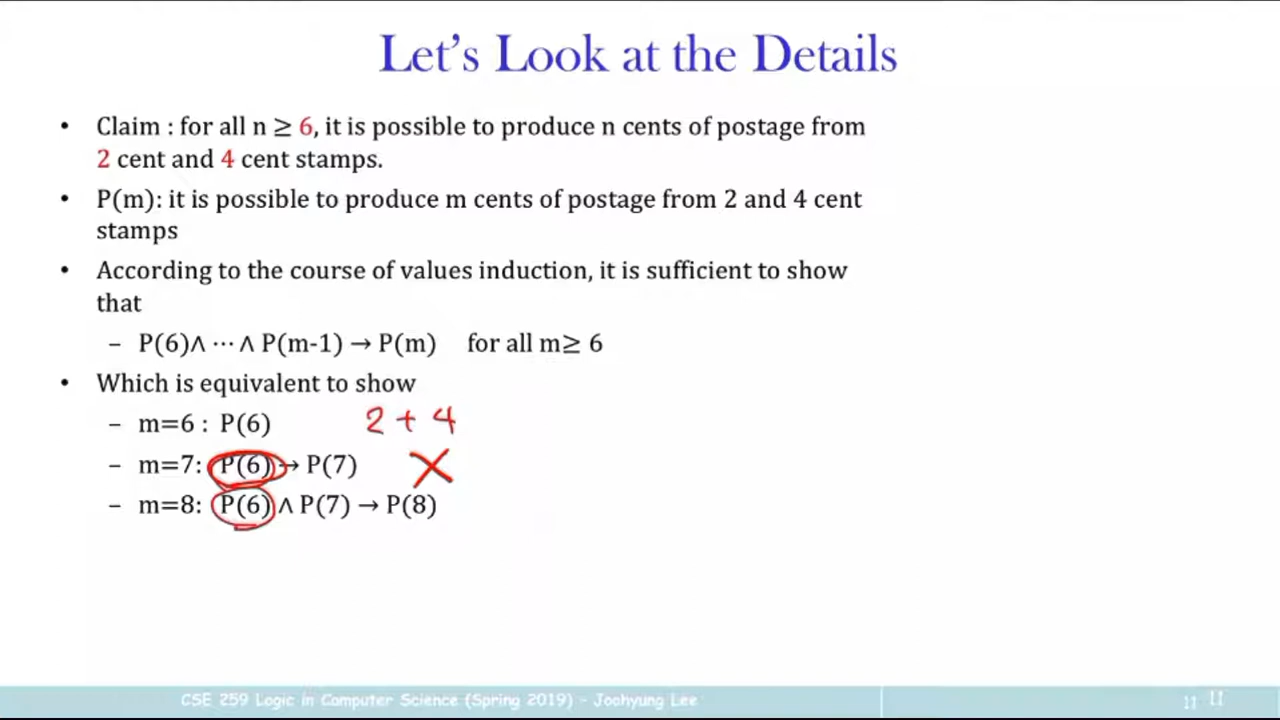 Let's Look at the Details
• Claim : for all n ≥ 6, it is possible to produce n cents of postage from
2 cent and 4 cent stamps.
• P(m): it is possible to produce m cents of postage from 2 and 4 cent
stamps
• According to the course of values induction, it is sufficient to show
that
– P(6)∧ ⋯ ∧ P(m-1) → P(m) for all m≥ 6
• Which is equivalent to show
– m=6 : P(6) 2 + 4
– m=7: P(6) → P(7) X
– m=8: P(6) ∧ P(7) → P(8)
CSE 259 Logic in Computer Science (Spring 2019) - Joohyung Lee 11 11